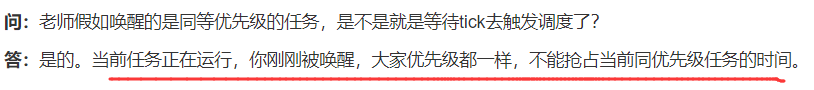 问：老师假如唤醒的是同等优先级的任务，是不是就是等待tick去触发调度了？
答：是的。当前任务正在运行，你刚刚被唤醒，大家优先级都一样，不能抢占当前同优先级任务的时间。